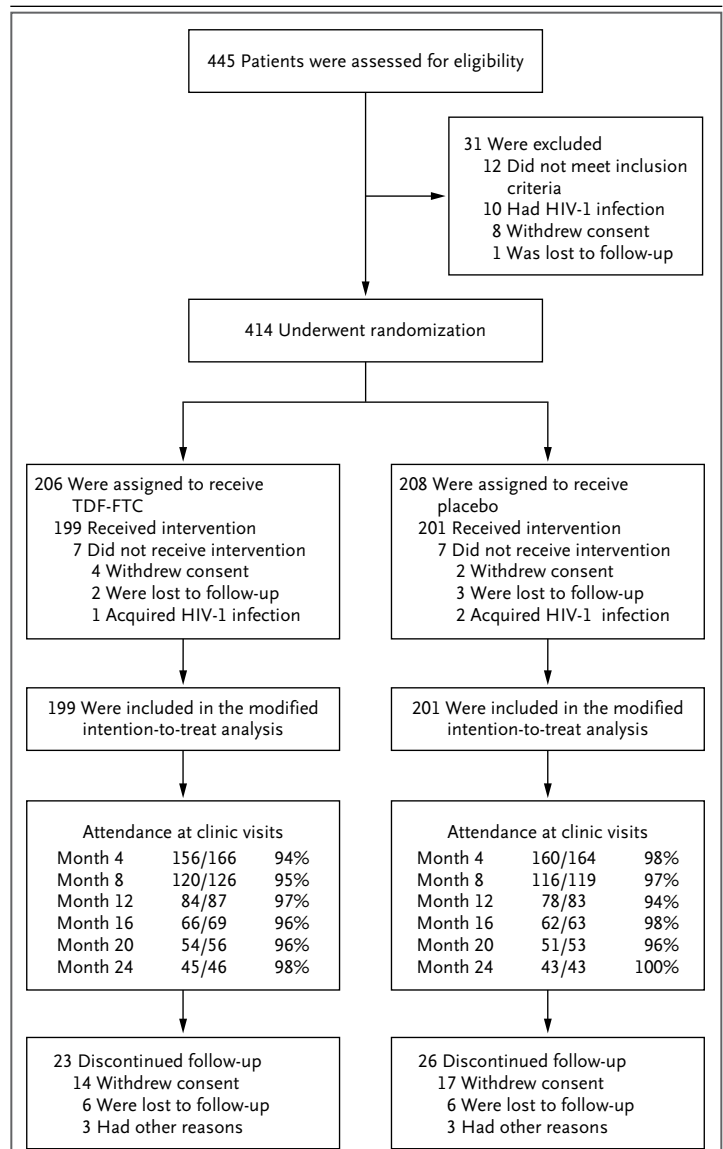 445 Patients were assessed for eligibility
31 Were excluded
12 Did not meet inclusion
criteria
10 Had HIV-1 infection
8 Withdrew consent
1 Was lost to follow-up
414 Underwent randomization
206 Were assigned to receive
TDF-FTC
199 Received intervention
7 Did not receive intervention
4 Withdrew consent
2 Were lost to follow-up
1 Acquired HIV-1 infection
208 Were assigned to receive
placebo
201 Received intervention
7 Did not receive intervention
2 Withdrew consent
3 Were lost to follow-up
2 Acquired HIV-1 infection
199 Were included in the modified
intention-to-treat analysis
201 Were included in the modified
intention-to-treat analysis
Attendance at clinic visits
Month 4 156/166 94%
Month 8 120/126 95%
Month 12 84/87 97%
Month 16 66/69 96%
Month 20 54/56 96%
Month 24 45/46 98%
Attendance at clinic visits
Month 4 160/164 98%
Month 8 116/119 97%
Month 12 78/83 94%
Month 16 62/63 98%
Month 20 51/53 96%
Month 24 43/43 100%
23 Discontinued follow-up
14 Withdrew consent
6 Were lost to follow-up
3 Had other reasons
26 Discontinued follow-up
17 Withdrew consent
6 Were lost to follow-up
3 Had other reasons